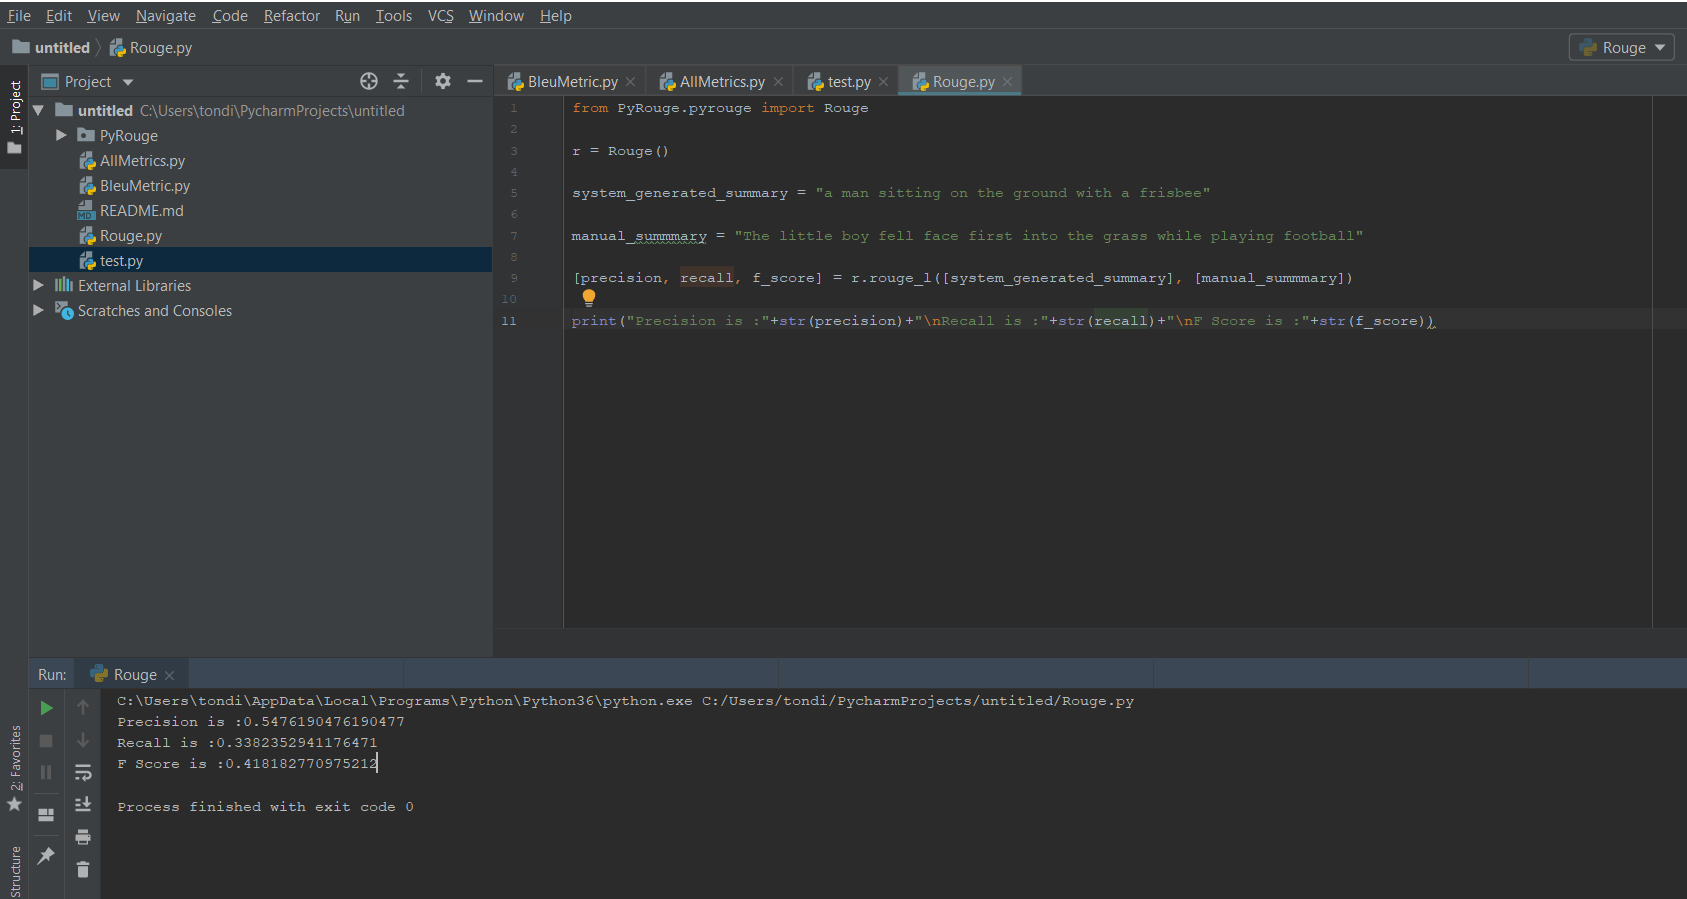 File Edit View Navigate Code Refactor Run Tools VCS Window Help
untitled Rouge.py Rouge
1: Project
Project
untitled C:\Users\tondi\PycharmProjects\untitled
PyRouge
AllMetrics.py
BleuMetric.py
README.md
Rouge.py
test.py
External Libraries
Scratches and Consoles
BleuMetric.py AllMetrics.py test.py Rouge.py
1 from PyRouge.pyrouge import Rouge
2
3 r = Rouge()
4
5 system_generated_summary = "a man sitting on the ground with a frisbee"
6
7 manual_summmary = "The little boy fell face first into the grass while playing football"
8
9 [precision, recall, f_score] = r.rouge_l([system_generated_summary], [manual_summmary])
10
11 print("Precision is :"+str(precision)+"\nRecall is :"+str(recall)+"\nF Score is :"+str(f_score))
Run: Rouge
C:\Users\tondi\AppData\Local\Programs\Python\Python36\python.exe C:/Users/tondi/PycharmProjects/untitled/Rouge.py
Precision is :0.5476190476190477
Recall is :0.3382352941176471
F Score is :0.418182770975212
Process finished with exit code 0
2: Favorites
Structure